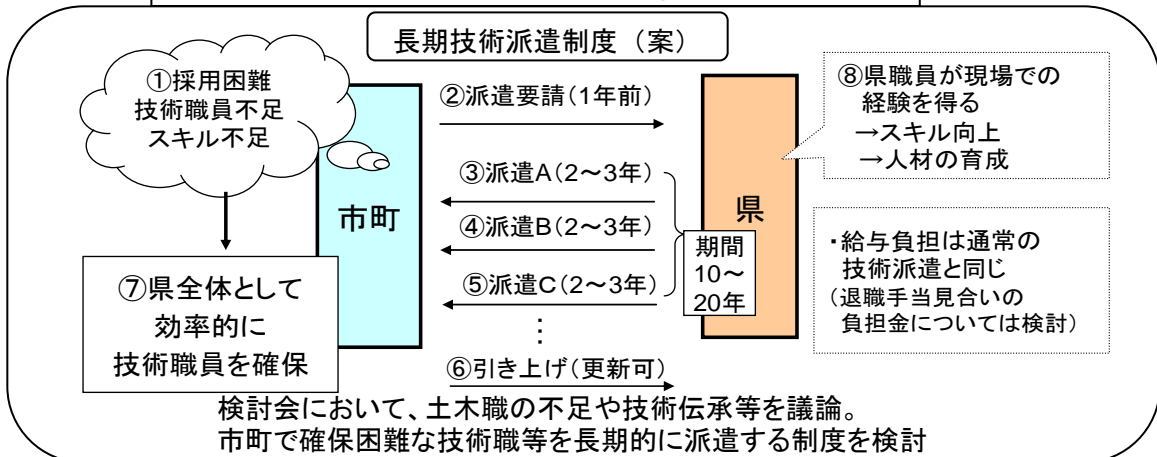 長期技術派遣制度（案）
①採用困難
技術職員不足
スキル不足
②派遣要請(1年前)
③派遣A(2～3年)
④派遣B(2～3年)
⑤派遣C(2～3年)
⋮
⑥引き上げ(更新可)
市町
県
期間
10～
20年
⑦県全体として
効率的に
技術職員を確保
⑧県職員が現場での
経験を得る
→スキル向上
→人材の育成
・給与負担は通常の
技術派遣と同じ
(退職手当見合いの
負担金については検討)
検討会において、土木職の不足や技術伝承等を議論。
市町で確保困難な技術職等を長期的に派遣する制度を検討